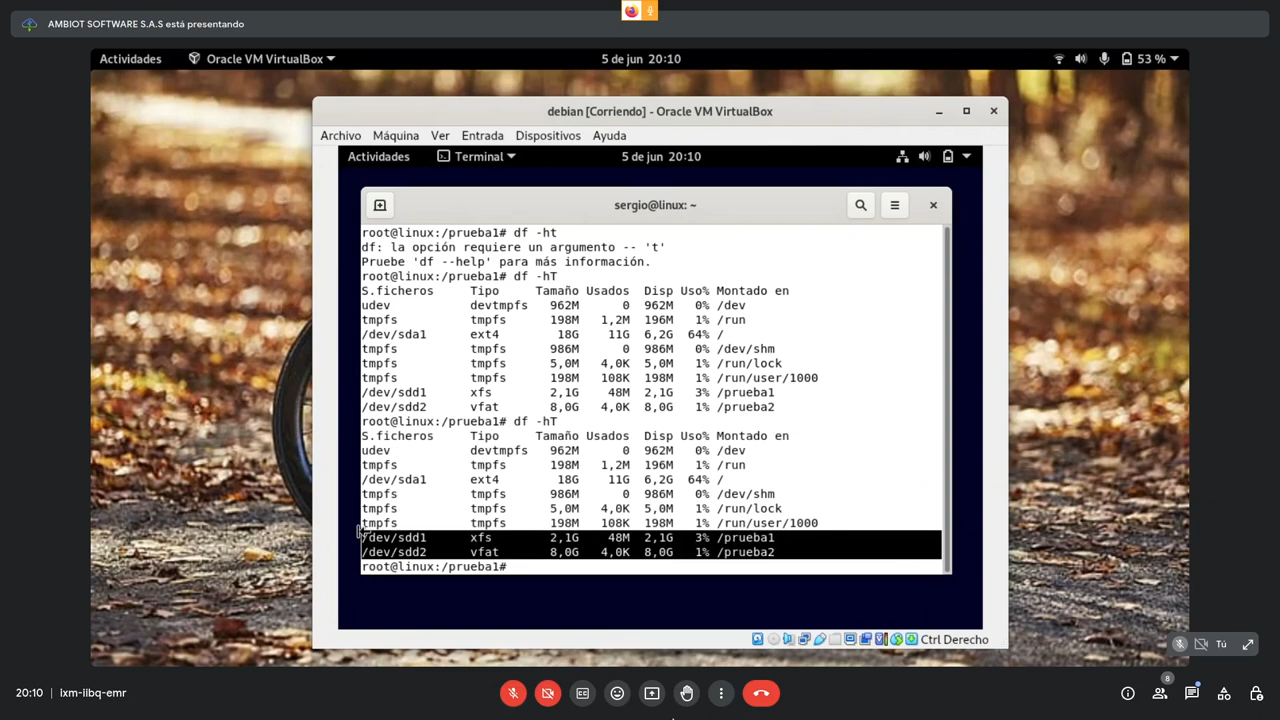 AMBIOT SOFTWARE S.A.S está presentando
Actividades Oracle VM VirtualBox 5 de jun 20:10 53 %
debian [Corriendo] - Oracle VM VirtualBox
Archivo Máquina Ver Entrada Dispositivos Ayuda
Actividades Terminal 5 de jun 20:10
sergio@linux: ~
root@linux:/prueba1# df -ht
df: la opción requiere un argumento -- 't'
Pruebe 'df --help' para más información.
root@linux:/prueba1# df -hT
S.ficheros Tipo Tamaño Usados Disp Uso% Montado en
udev devtmpfs 962M 0 962M 0% /dev
tmpfs tmpfs 198M 1,2M 196M 1% /run
/dev/sda1 ext4 18G 11G 6,2G 64% /
tmpfs tmpfs 986M 0 986M 0% /dev/shm
tmpfs tmpfs 5,0M 4,0K 5,0M 1% /run/lock
tmpfs tmpfs 198M 108K 198M 1% /run/user/1000
/dev/sdd1 xfs 2,1G 48M 2,1G 3% /prueba1
/dev/sdd2 vfat 8,0G 4,0K 8,0G 1% /prueba2
root@linux:/prueba1# df -hT
S.ficheros Tipo Tamaño Usados Disp Uso% Montado en
udev devtmpfs 962M 0 962M 0% /dev
tmpfs tmpfs 198M 1,2M 196M 1% /run
/dev/sda1 ext4 18G 11G 6,2G 64% /
tmpfs tmpfs 986M 0 986M 0% /dev/shm
tmpfs tmpfs 5,0M 4,0K 5,0M 1% /run/lock
tmpfs tmpfs 198M 108K 198M 1% /run/user/1000
/dev/sdd1 xfs 2,1G 48M 2,1G 3% /prueba1
/dev/sdd2 vfat 8,0G 4,0K 8,0G 1% /prueba2
root@linux:/prueba1#
Ctrl Derecho
Tú
20:10 ixm-iibq-emr
8